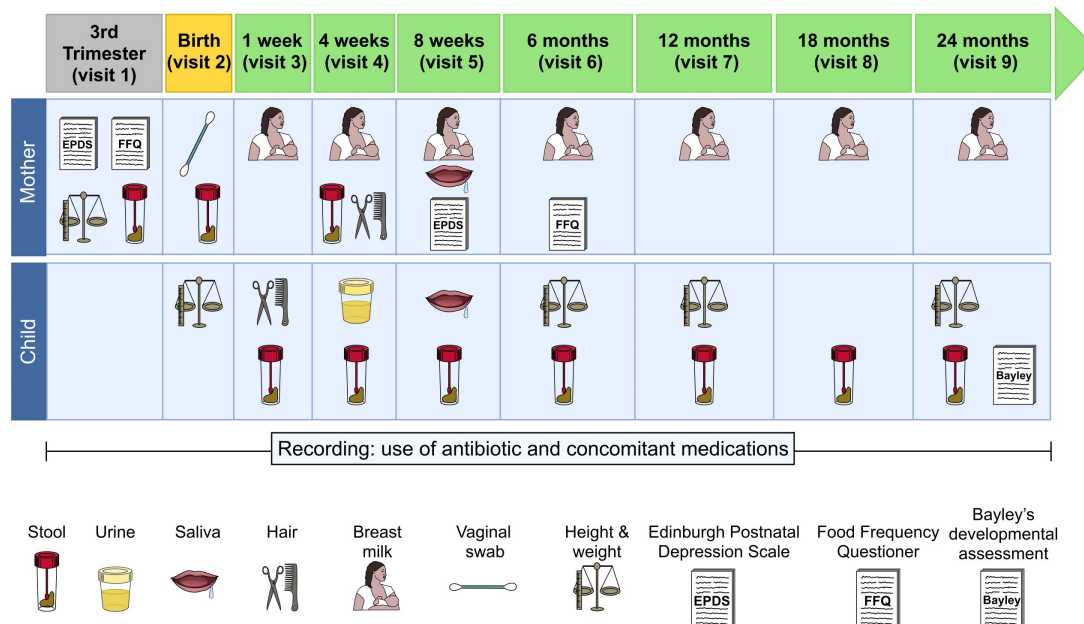 3rd
Trimester
(visit 1)
Birth
(visit 2)
1 week
(visit 3)
4 weeks
(visit 4)
8 weeks
(visit 5)
6 months
(visit 6)
12 months
(visit 7)
18 months
(visit 8)
24 months
(visit 9)
Mother
EPDS
FFQ
EPDS
FFQ
Child
Bayley
Recording: use of antibiotic and concomitant medications
Stool
Urine
Saliva
Hair
Breast
milk
Vaginal
swab
Height &
weight
Edinburgh Postnatal
Depression Scale
Food Frequency
Questioner
Bayley's
developmental
assessment
EPDS
FFQ
Bayley